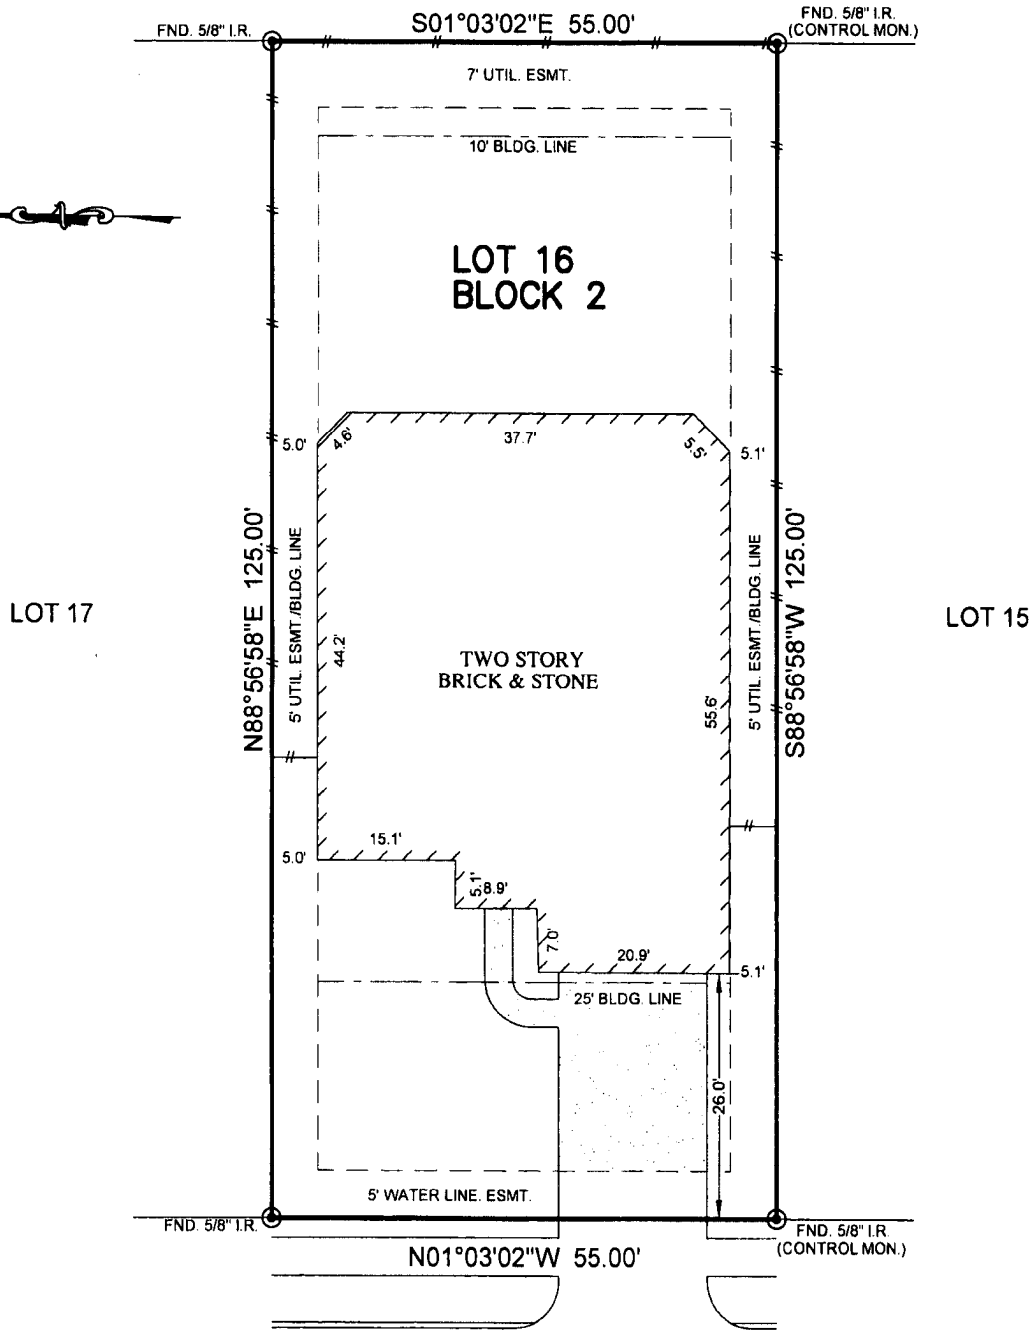 S01°03'02"E 55.00'
FND. 5/8" I.R.
FND. 5/8" I.R.
(CONTROL MON.)
7' UTIL. ESMT.
10' BLDG. LINE
LOT 16
BLOCK 2
4.6'
37.7'
5.5'
5.0'
5.1'
N88°56'58"E 125.00'
5' UTIL. ESMT./BLDG. LINE
44.2'
LOT 17
TWO STORY
BRICK & STONE
55.6'
5' UTIL. ESMT./BLDG. LINE
S88°56'58"W 125.00'
LOT 15
15.1'
5.0'
5.1'
8.9'
7.0'
20.9'
5.1'
25' BLDG. LINE
26.0'
5' WATER LINE. ESMT.
FND. 5/8" I.R.
FND. 5/8" I.R.
(CONTROL MON.)
N01°03'02"W 55.00'